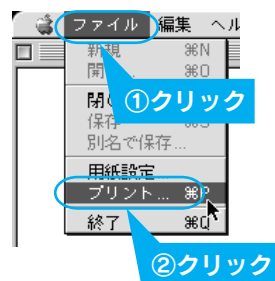 ファイル 編集 ヘル
新規 ⌘N
開 ... ⌘O
①クリック
閉
保存
別名で保存...
用紙設定
プリント... ⌘P
終了 ⌘Q
②クリック